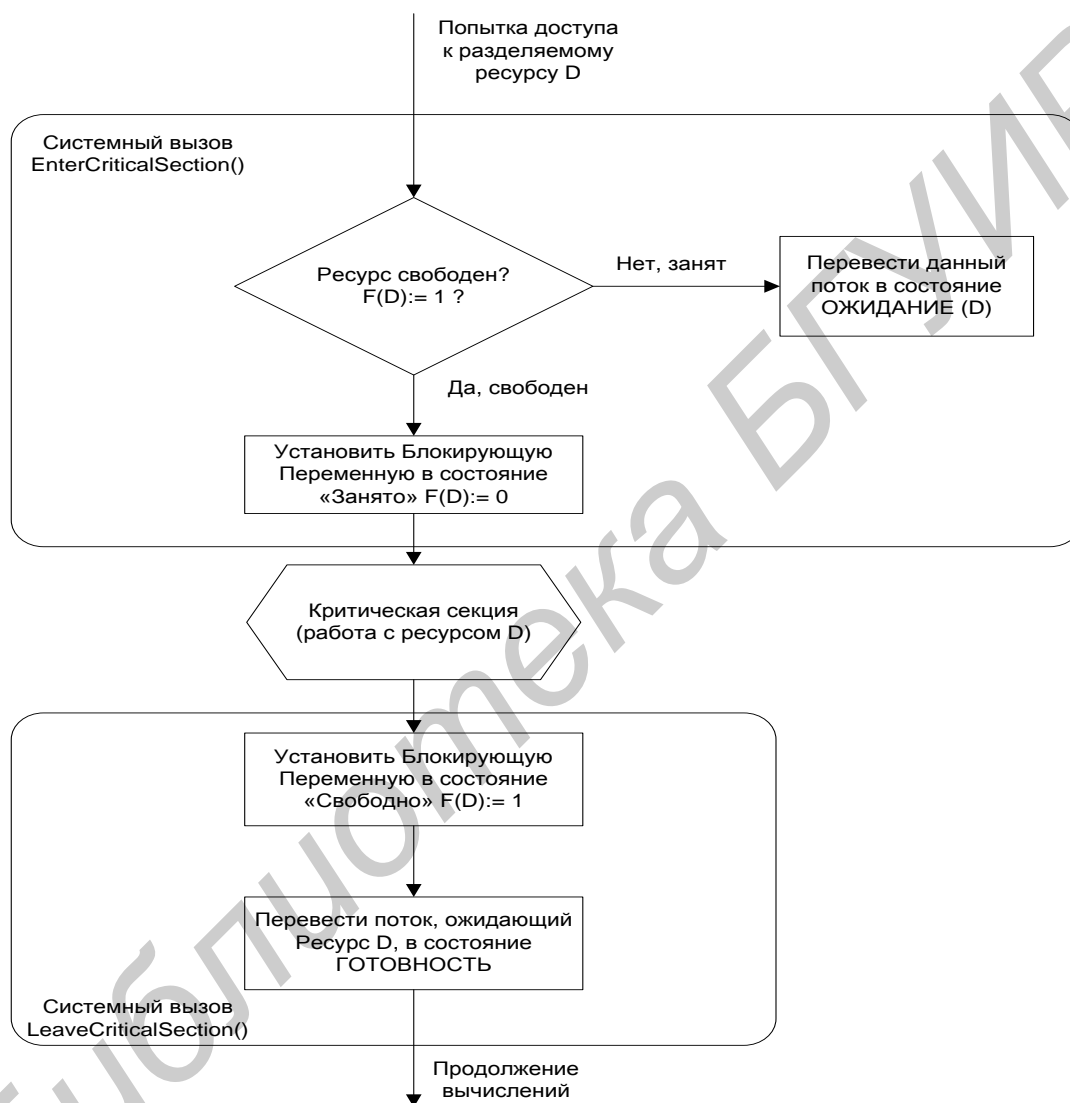 Попытка доступа
к разделяемому
ресурсу D
Системный вызов
EnterCriticalSection()
Ресурс свободен?
F(D):= 1 ?
Нет, занят
Перевести данный
поток в состояние
ОЖИДАНИЕ (D)
Да, свободен
Установить Блокирующую
Переменную в состояние
«Занято» F(D):= 0
Критическая секция
(работа с ресурсом D)
Установить Блокирующую
Переменную в состояние
«Свободно» F(D):= 1
Перевести поток, ожидающий
Ресурс D, в состояние
ГОТОВНОСТЬ
Системный вызов
LeaveCriticalSection()
Продолжение
вычислений
блиотека БГУИР